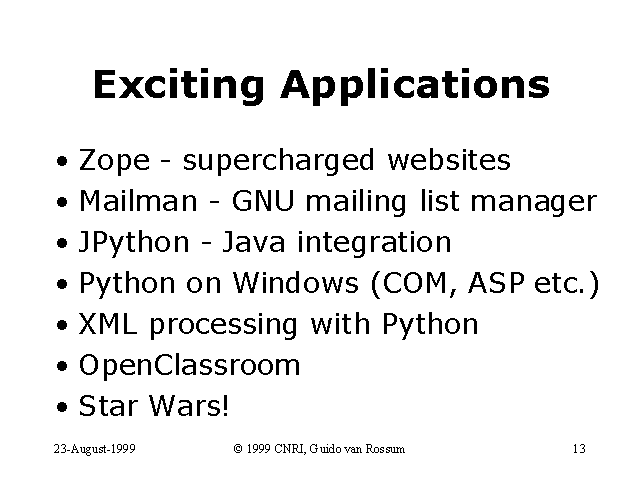 Exciting Applications
• Zope - supercharged websites
• Mailman - GNU mailing list manager
• JPython - Java integration
• Python on Windows (COM, ASP etc.)
• XML processing with Python
• OpenClassroom
• Star Wars!
23-August-1999
© 1999 CNRI, Guido van Rossum
13